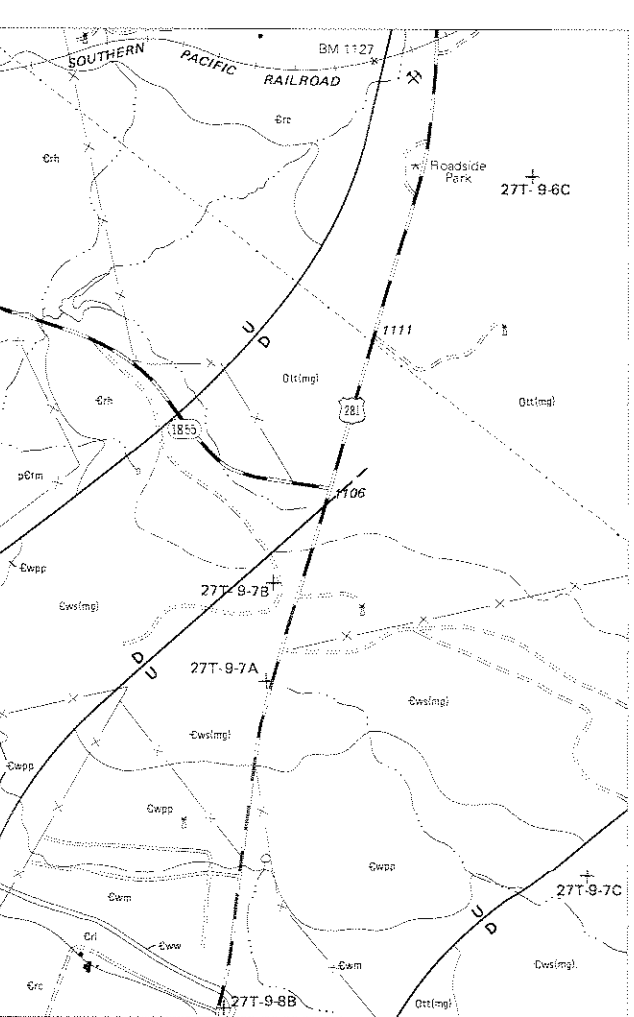 SOUTHERN PACIFIC RAILROAD
BM 1127
Єrc
Єrh
Roadside
Park
27T-9-6C
1111
U
D
Ott(mg)
281
Ott(mg)
Єrh
1855
pЄtm
1106
Єwpp
27T-9-7B
Єws(mg)
D
U
27T-9-7A
Єws(mg)
Єws(mg)
Єwpp
Єwpp
Єwpp
27T-9-7C
Єwm
U
D
Єrl
Єww
Єwm
Єws(mg)
Єrc
27T-9-8B
Ott(mg)